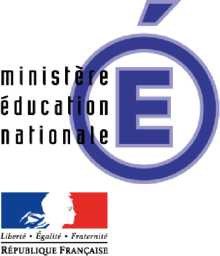 ministère
éducation
nationale
É
Liberté • Égalité • Fraternité
RÉPUBLIQUE FRANÇAISE